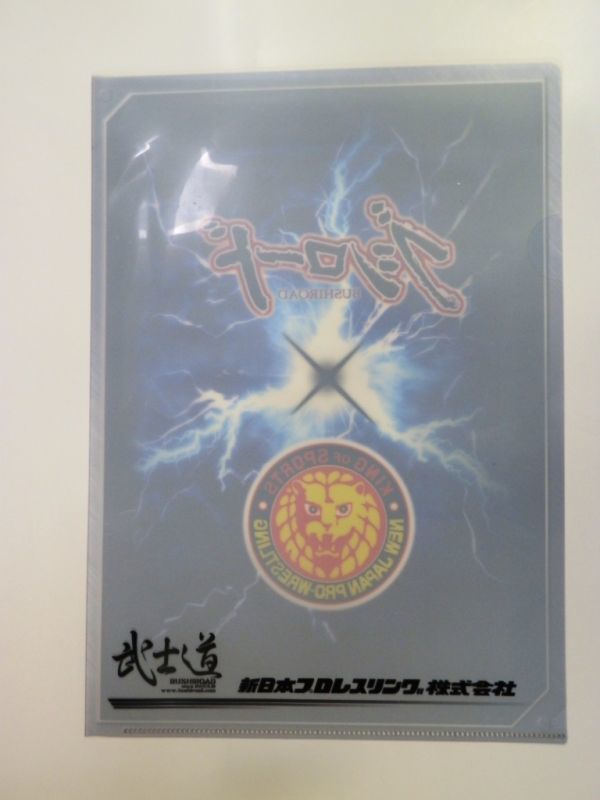 ブシロード
BUSHIROAD
×
KING OF SPORTS
NEW JAPAN PRO-WRESTLING
武士道
BUSHIROAD
新日本プロレスリング株式会社